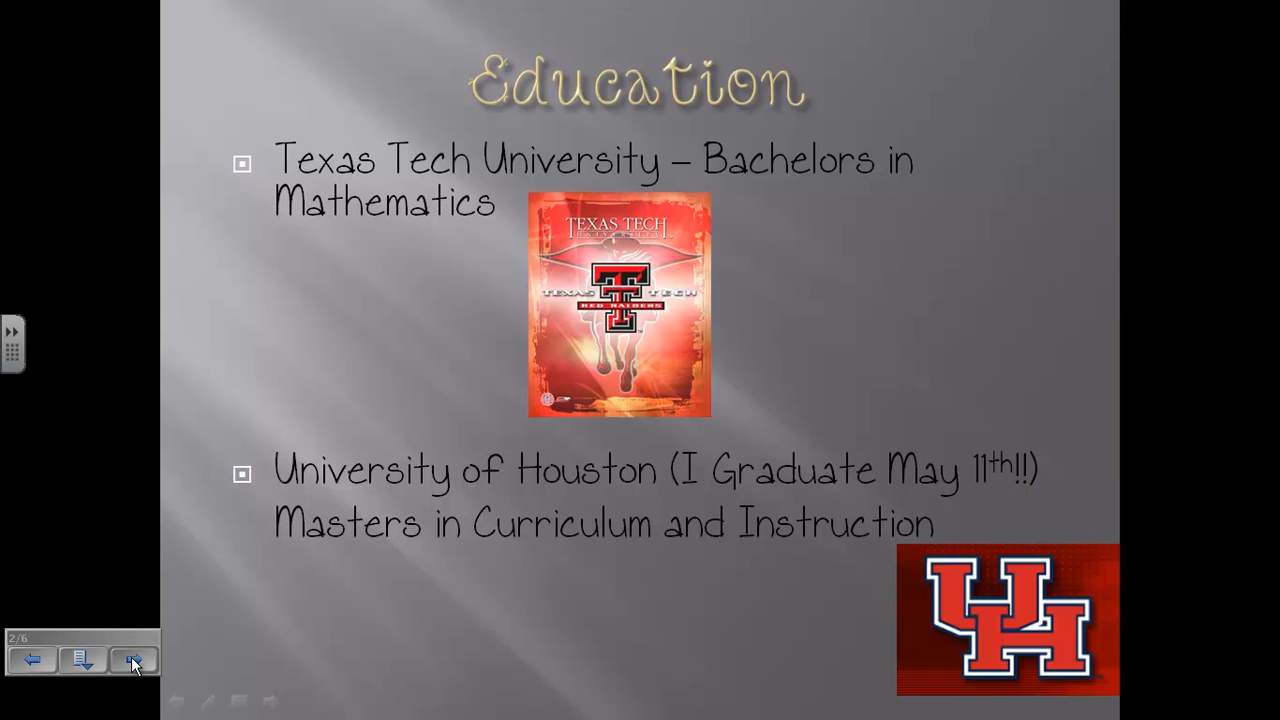 Education
Texas Tech University – Bachelors in
Mathematics
TEXAS TECH
UNIVERSITY
TEXAS TECH
RED RAIDERS
University of Houston (I Graduate May 11th!!)
Masters in Curriculum and Instruction
UH
2/6